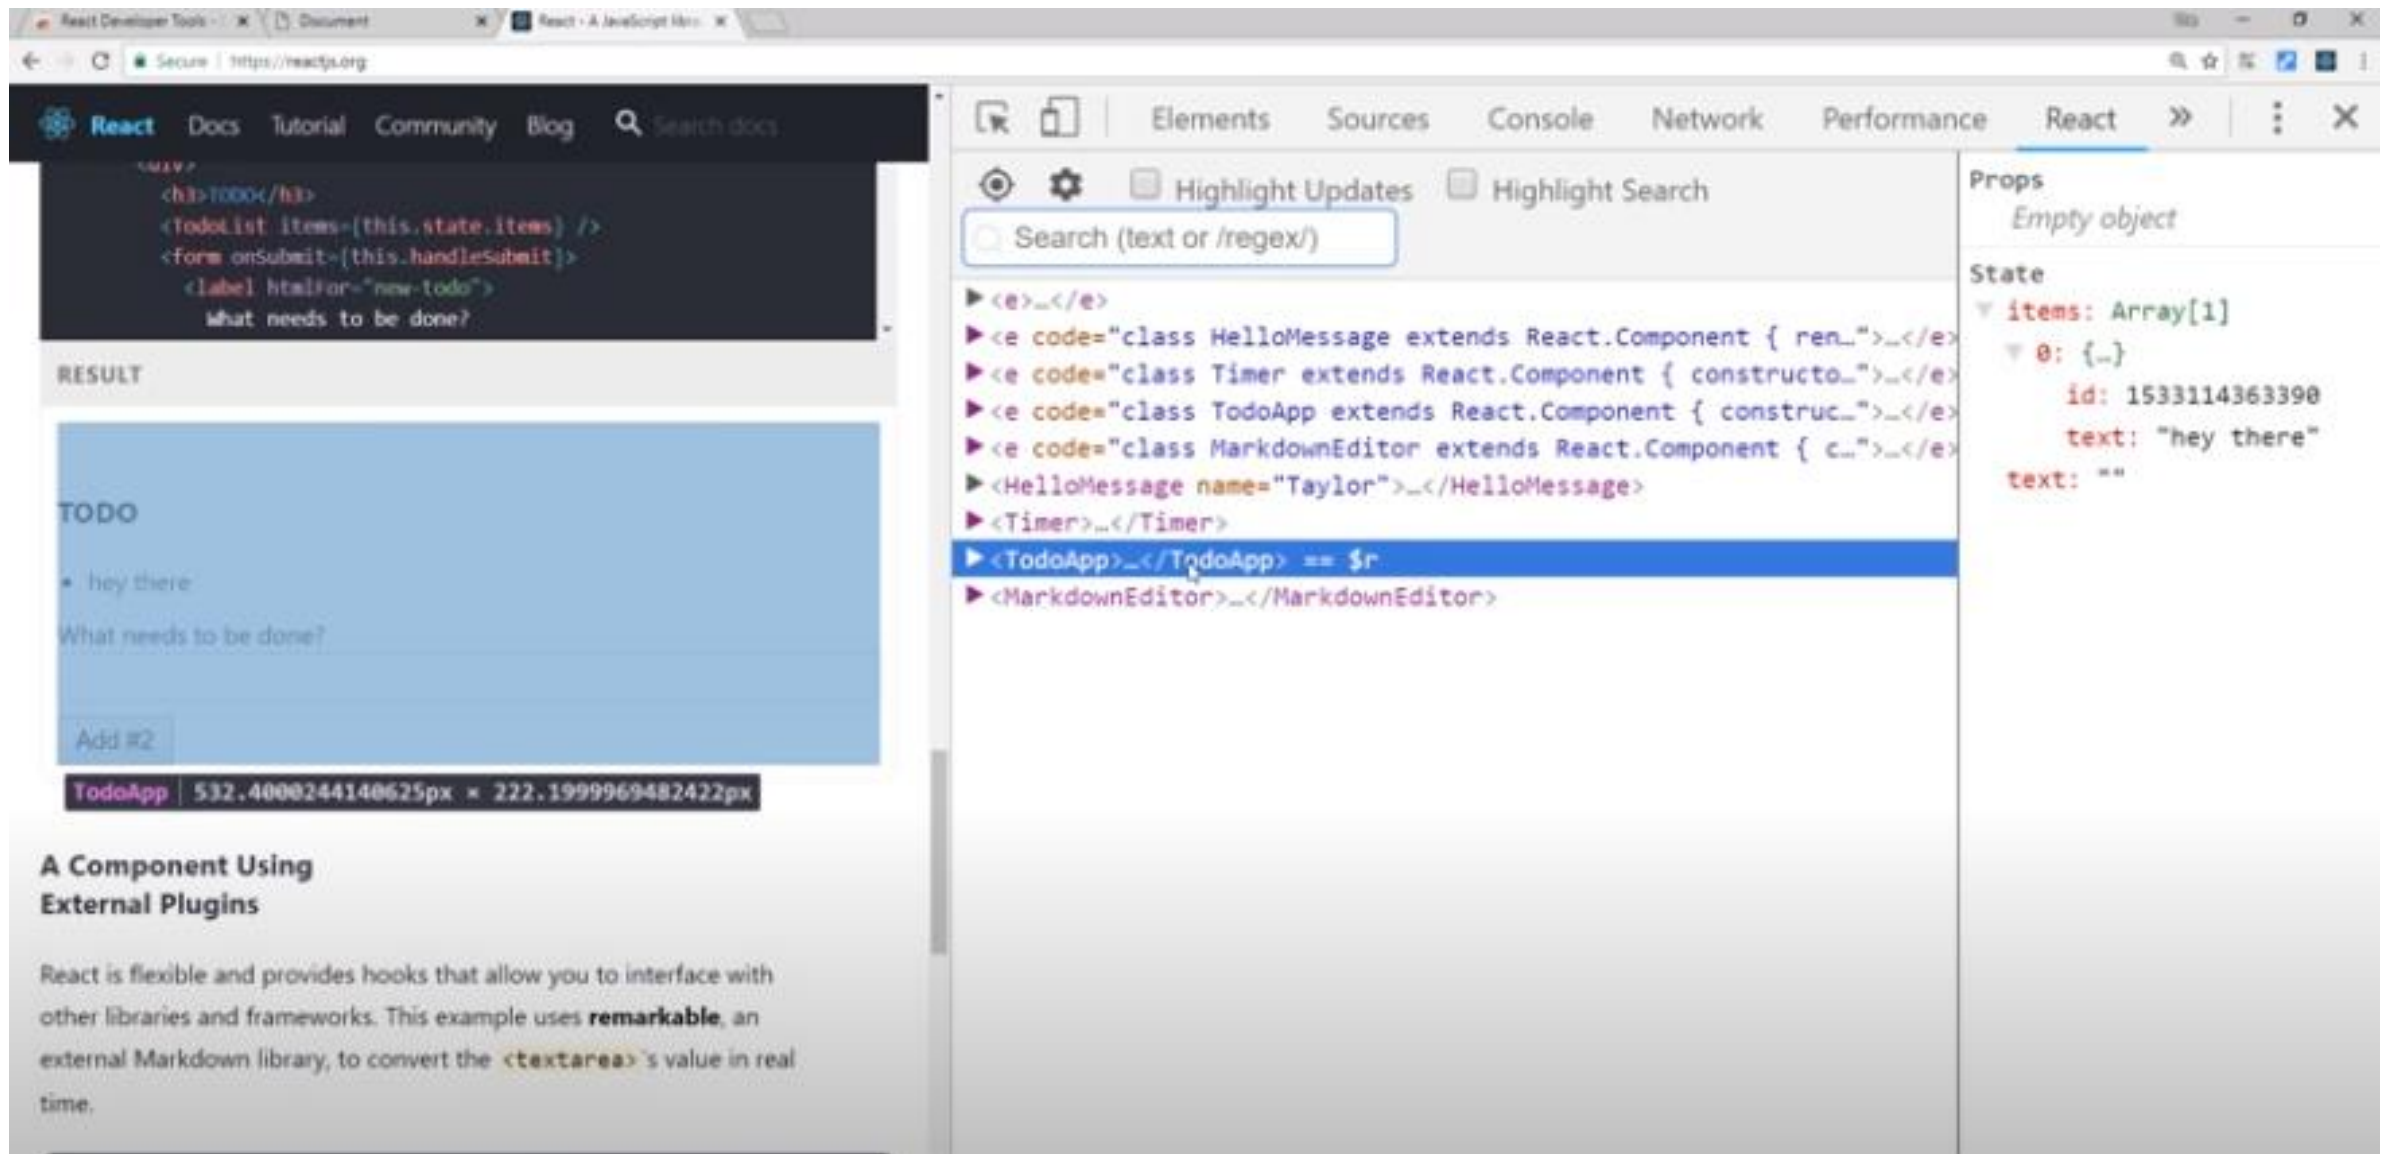 React Developer Tools -
Document
React - A JavaScript libra
Secure | https://reactjs.org
React Docs Tutorial Community Blog Search docs
<div>
<h3>TODO</h3>
<TodoList items={this.state.items} />
<form onSubmit={this.handleSubmit}>
<label htmlFor="new-todo">
What needs to be done?
RESULT
TODO
• hey there
What needs to be done?
Add #2
TodoApp | 532.4000244140625px × 222.1999969482422px
A Component Using
External Plugins
React is flexible and provides hooks that allow you to interface with
other libraries and frameworks. This example uses remarkable, an
external Markdown library, to convert the <textarea>'s value in real
time.
Elements Sources Console Network Performance React »
Highlight Updates Highlight Search
Search (text or /regex/)
<e>…</e>
<e code="class HelloMessage extends React.Component { ren…">…</e>
<e code="class Timer extends React.Component { constructo…">…</e>
<e code="class TodoApp extends React.Component { construc…">…</e>
<e code="class MarkdownEditor extends React.Component { c…">…</e>
<HelloMessage name="Taylor">…</HelloMessage>
<Timer>…</Timer>
<TodoApp>…</TodoApp> == $r
<MarkdownEditor>…</MarkdownEditor>
Props
Empty object
State
items: Array[1]
0: {…}
id: 1533114363390
text: "hey there"
text: ""